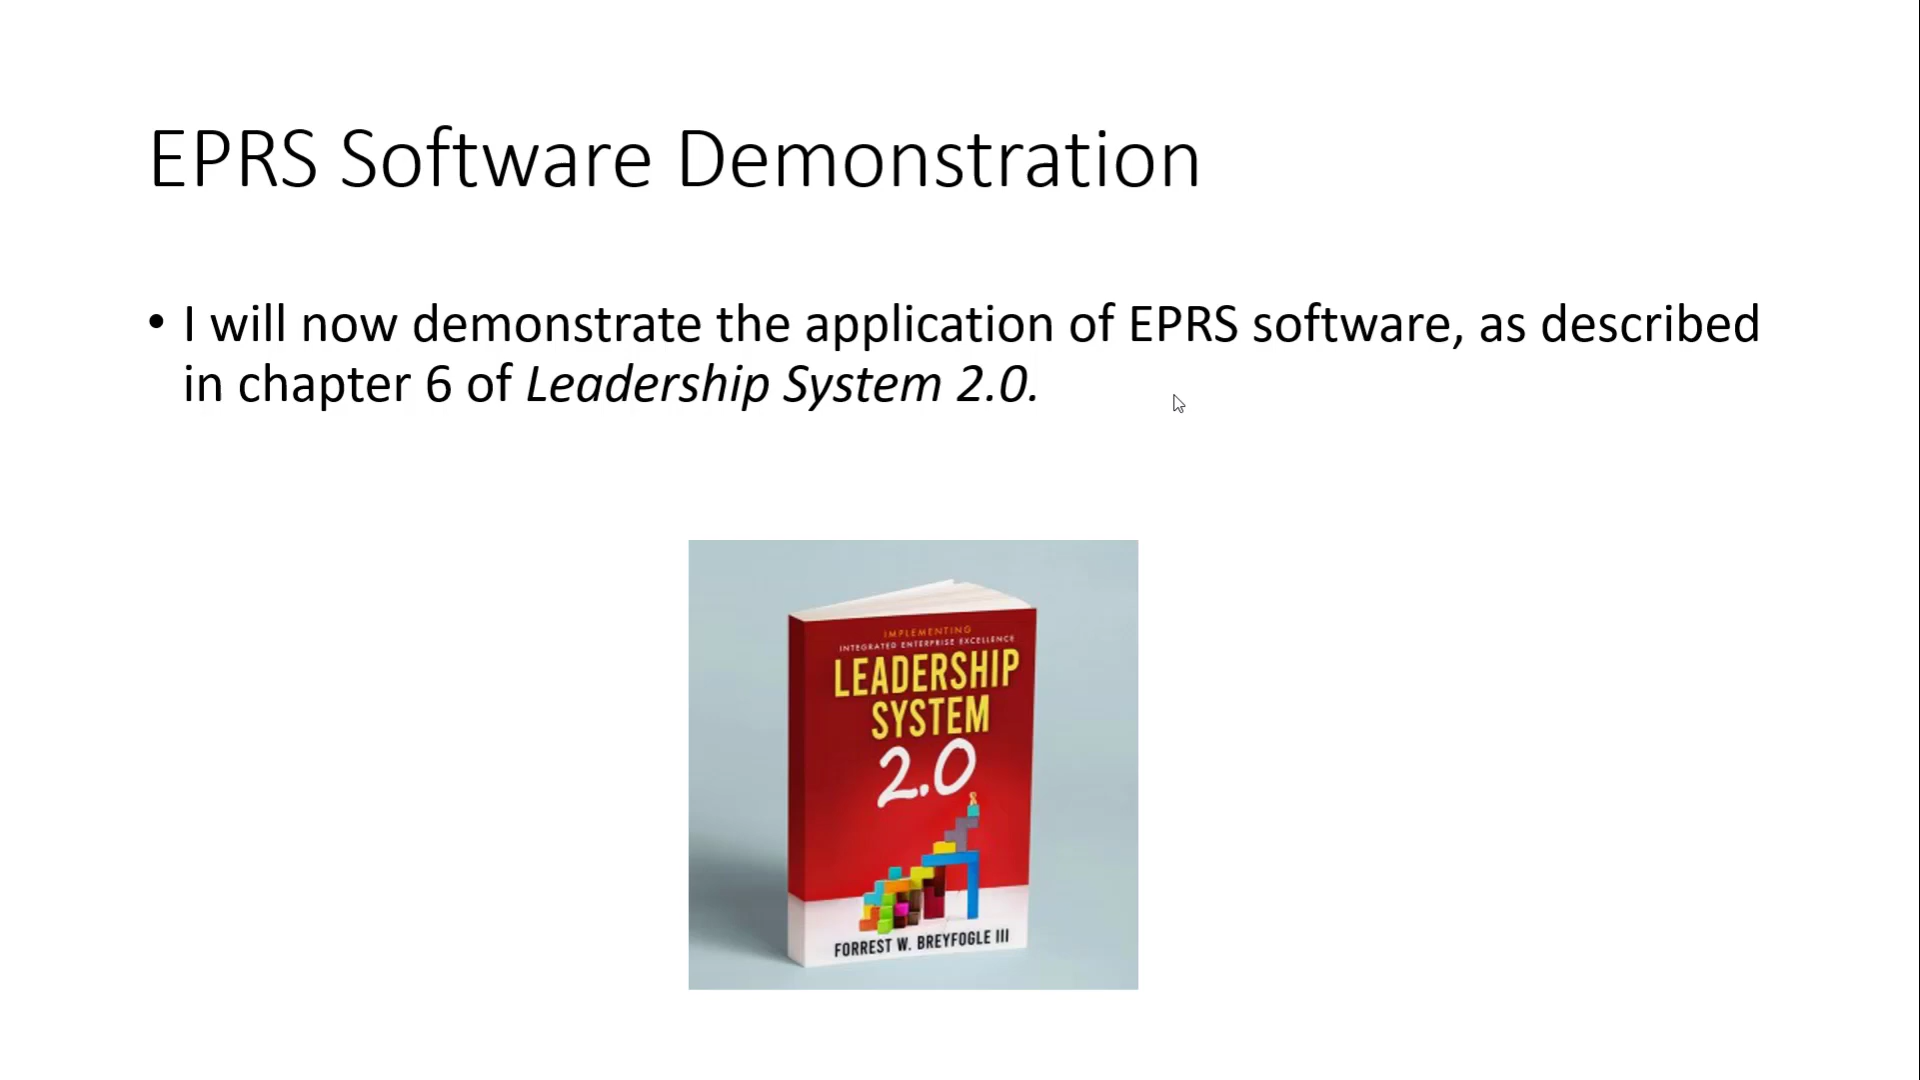 EPRS Software Demonstration
• I will now demonstrate the application of EPRS software, as described
in chapter 6 of Leadership System 2.0.
IMPLEMENTING
INTEGRATED ENTERPRISE EXCELLENCE
LEADERSHIP
SYSTEM
2.0
FORREST W. BREYFOGLE III